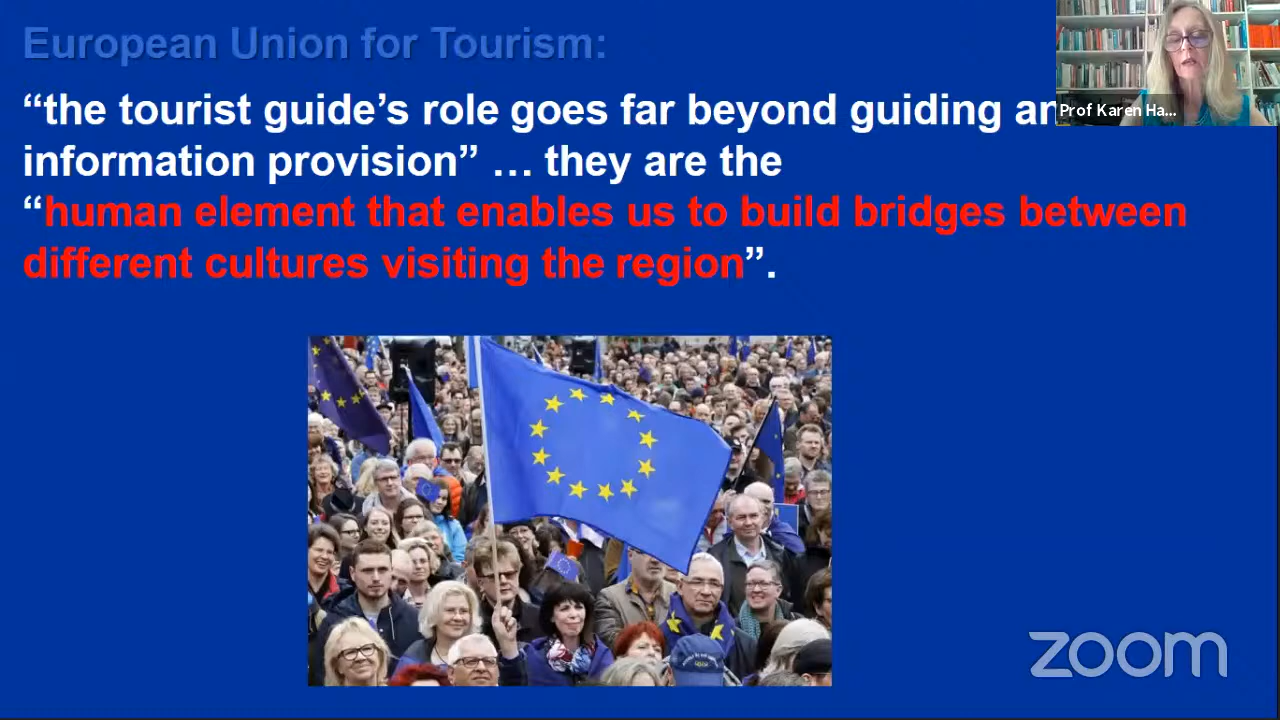 European Union for Tourism:
“the tourist guide’s role goes far beyond guiding
information provision” … they are the
“human element that enables us to build bridges between
different cultures visiting the region”.
Prof Karen Ha...
zoom